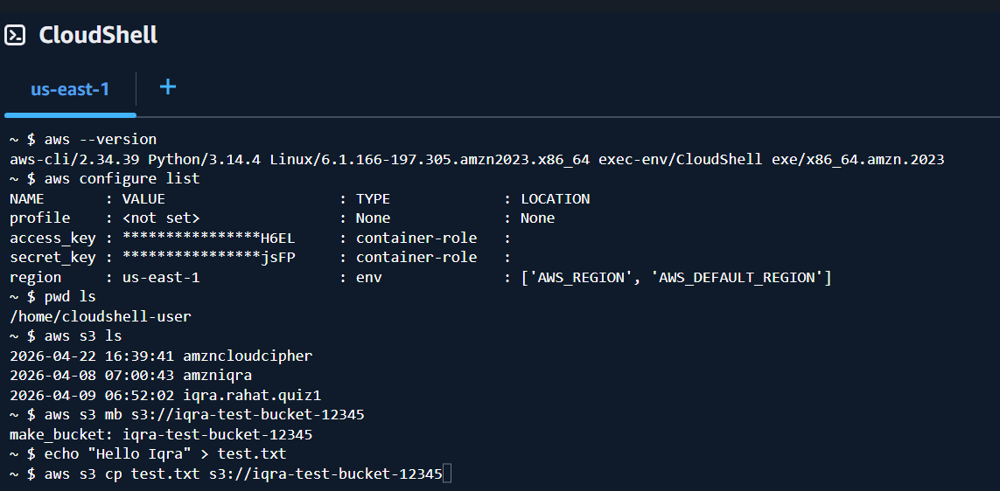 CloudShell
us-east-1 +
~ $ aws --version
aws-cli/2.34.39 Python/3.14.4 Linux/6.1.166-197.305.amzn2023.x86_64 exec-env/CloudShell exe/x86_64.amzn.2023
~ $ aws configure list
NAME       : VALUE                    : TYPE             : LOCATION
profile    : <not set>                : None             : None
access_key : ****************H6EL     : container-role   :
secret_key : ****************jsFP     : container-role   :
region     : us-east-1                : env              : ['AWS_REGION', 'AWS_DEFAULT_REGION']
~ $ pwd ls
/home/cloudshell-user
~ $ aws s3 ls
2026-04-22 16:39:41 amzncloudcipher
2026-04-08 07:00:43 amzniqra
2026-04-09 06:52:02 iqra.rahat.quiz1
~ $ aws s3 mb s3://iqra-test-bucket-12345
make_bucket: iqra-test-bucket-12345
~ $ echo "Hello Iqra" > test.txt
~ $ aws s3 cp test.txt s3://iqra-test-bucket-12345